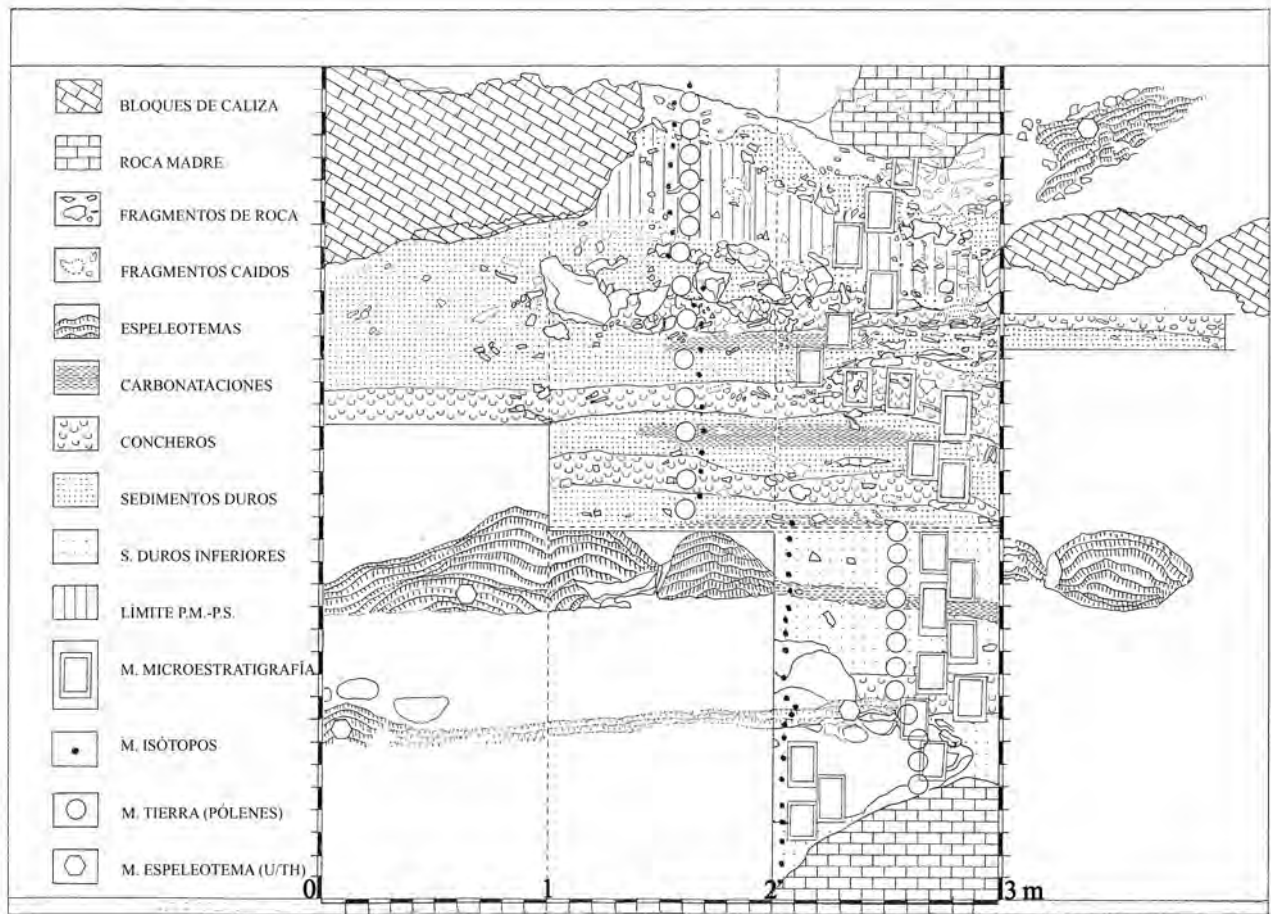 BLOQUES DE CALIZA
ROCA MADRE
FRAGMENTOS DE ROCA
FRAGMENTOS CAIDOS
ESPELEOTEMAS
CARBONATACIONES
CONCHEROS
SEDIMENTOS DUROS
S. DUROS INFERIORES
LÍMITE P.M.-P.S.
M. MICROESTRATIGRAFÍA
M. ISÓTOPOS
M. TIERRA (PÓLENES)
M. ESPELEOTEMA (U/TH)
0 1 2 3 m